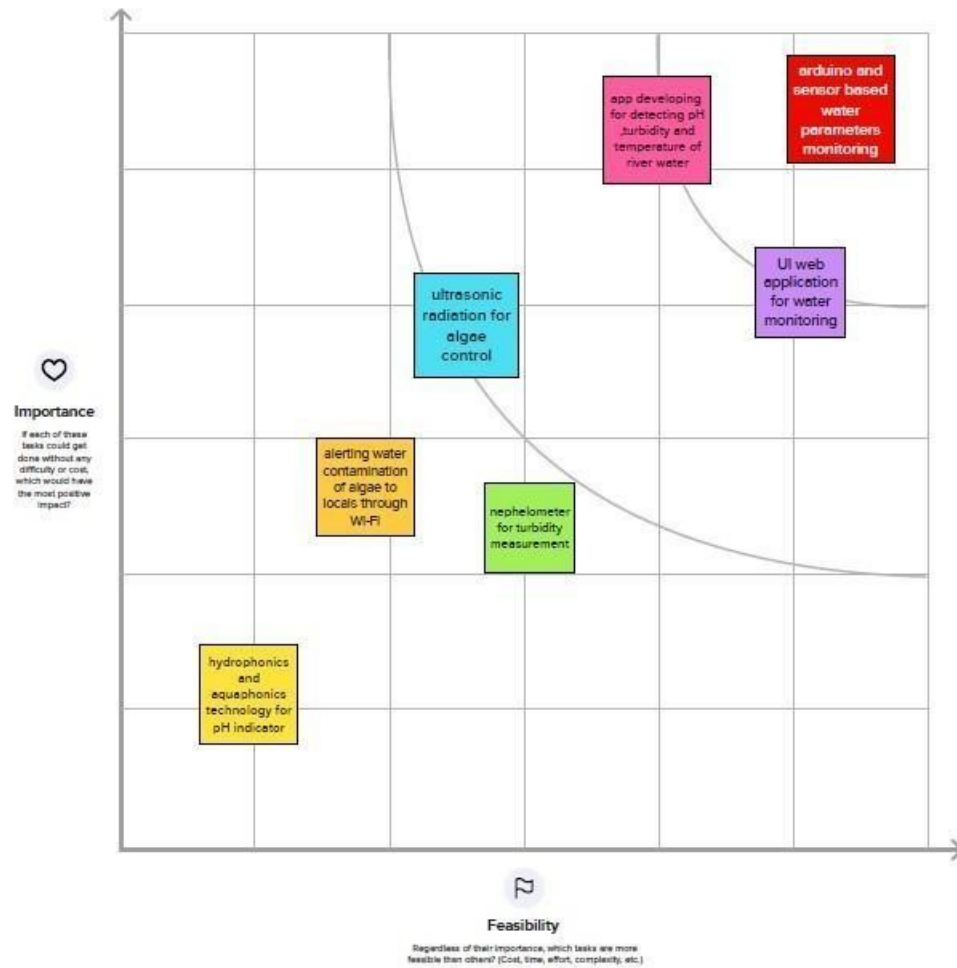 arduino and
sensor based
water
parameters
monitoring
app developing
for detecting pH
,turbidity and
temperature of
river water
UI web
application
for water
monitoring
ultrasonic
radiation for
algae
control
Importance
If each of these
tasks could get
done without any
difficulty or cost,
which would have
the most positive
impact?
alerting water
contamination
of algae to
locals through
Wi-Fi
nephelometer
for turbidity
measurement
hydrophonics
and
aquaphonics
technology for
pH indicator
Feasibility
Regardless of their importance, which tasks are more
feasible than others? (Cost, time, effort, complexity, etc.)